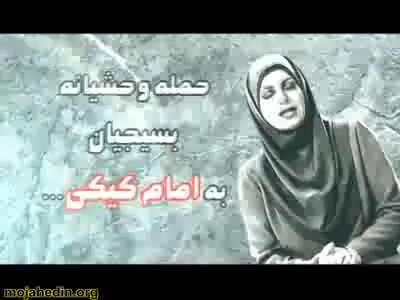 حمله وحشیانه
بسیجیان
به امام کیکی ...
mojahedin.org